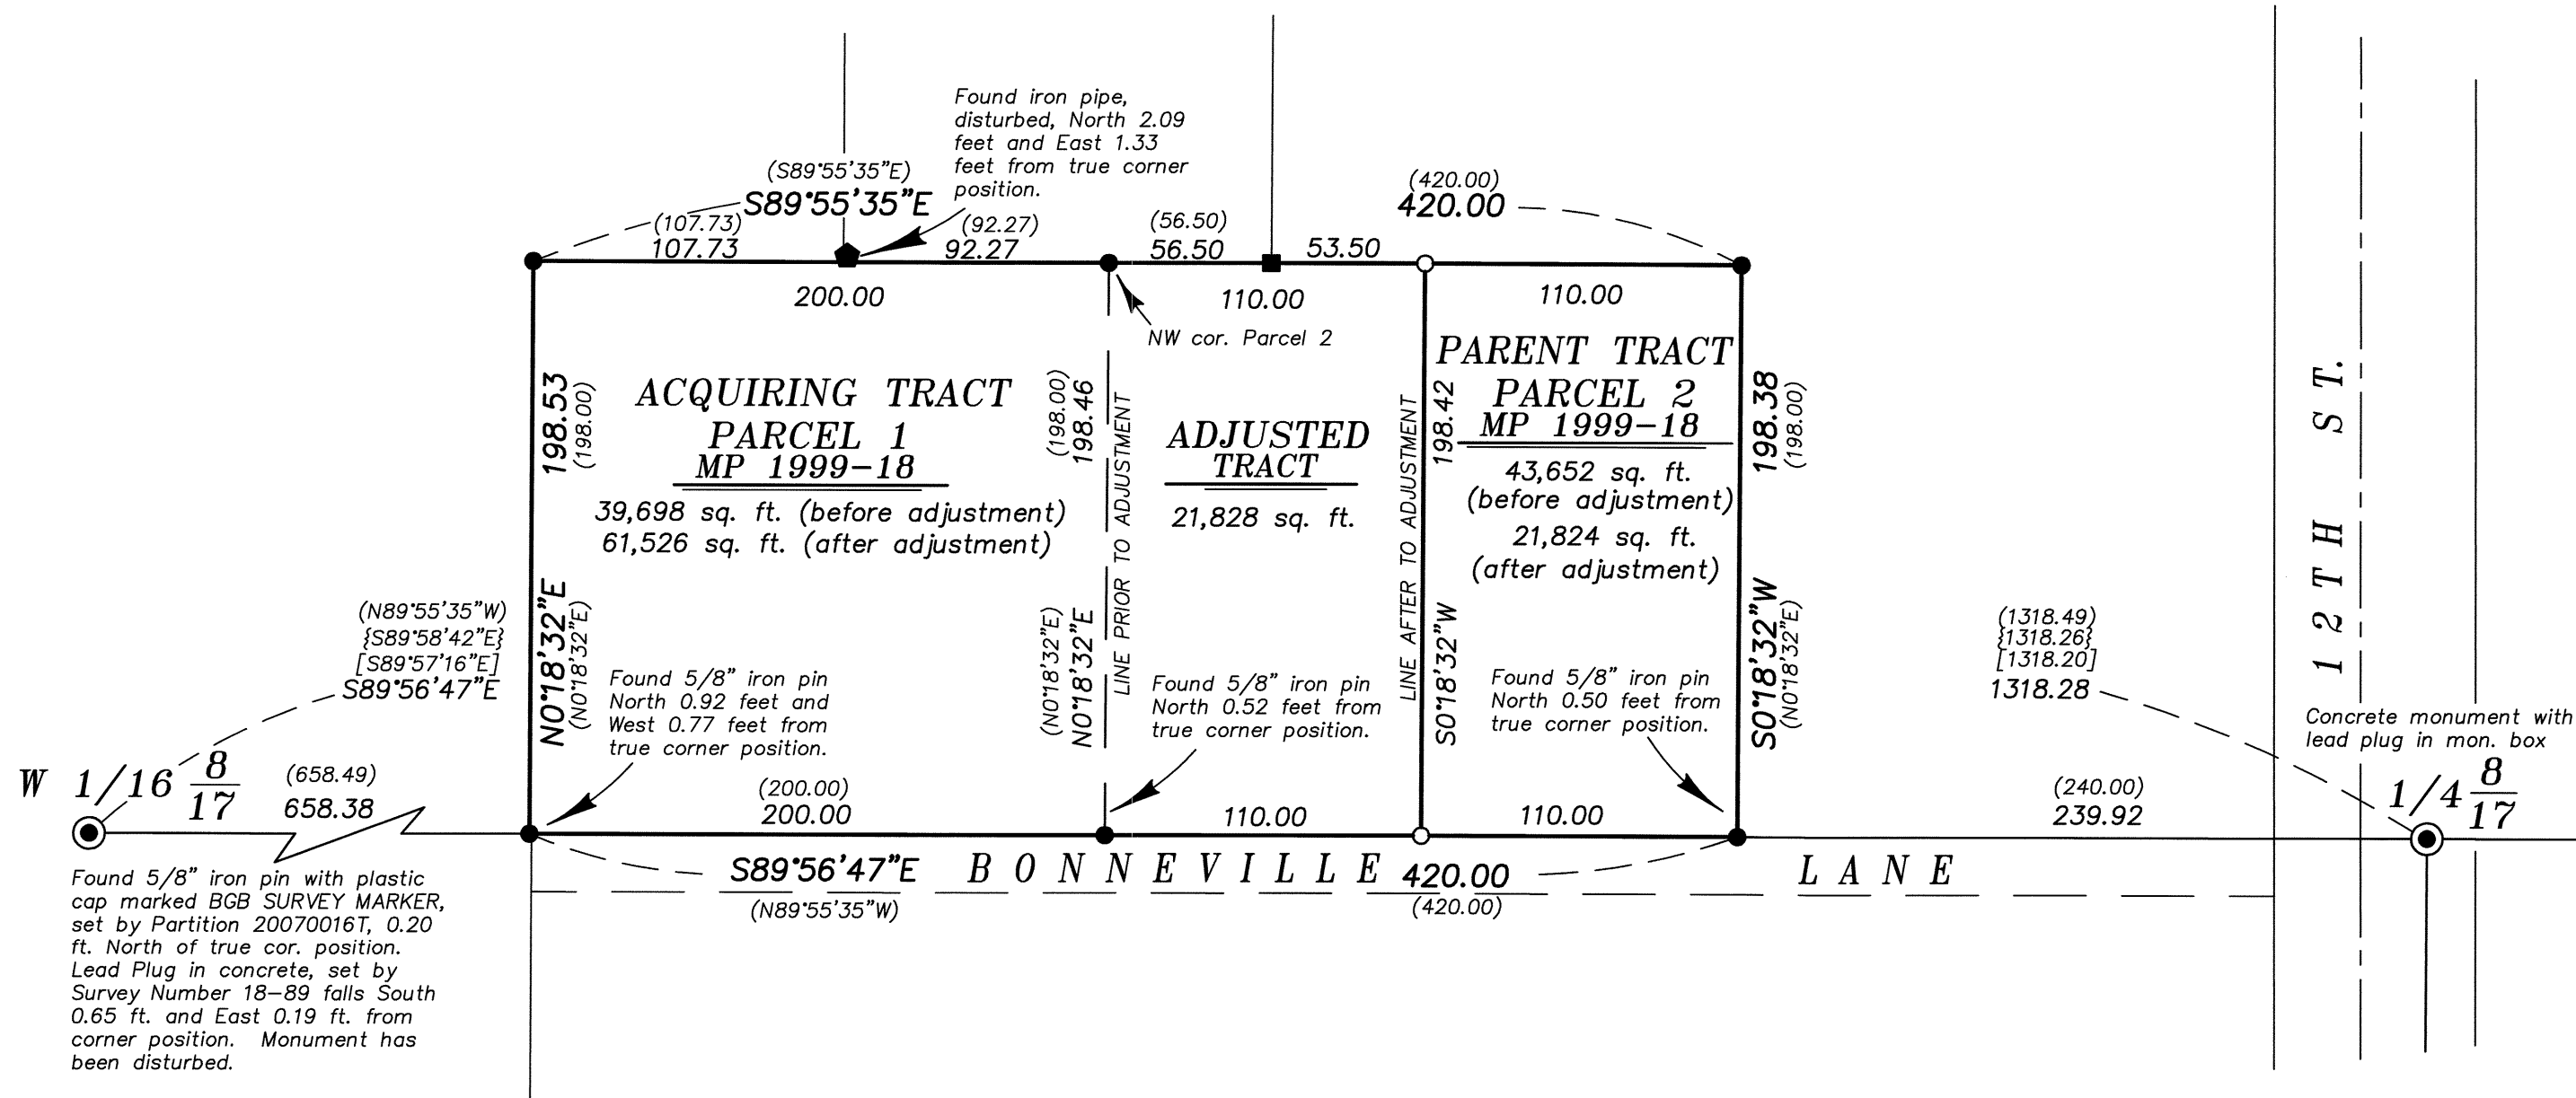 Found iron pipe,
disturbed, North 2.09
feet and East 1.33
feet from true corner
position.
(S89°55'35"E)
S89°55'35"E
(420.00)
420.00
(107.73)
107.73
(92.27)
92.27
(56.50)
56.50
53.50
200.00
110.00
110.00
NW cor. Parcel 2
198.53
(198.00)
ACQUIRING TRACT
PARCEL 1
MP 1999-18
39,698 sq. ft. (before adjustment)
61,526 sq. ft. (after adjustment)
(198.00)
198.46
LINE PRIOR TO ADJUSTMENT
ADJUSTED
TRACT
21,828 sq. ft.
LINE AFTER TO ADJUSTMENT
198.42
PARENT TRACT
PARCEL 2
MP 1999-18
43,652 sq. ft.
(before adjustment)
21,824 sq. ft.
(after adjustment)
198.38
(198.00)
12TH ST.
(N89°55'35"W)
{S89°58'42"E}
[S89°57'16"E]
S89°56'47"E
N0°18'32"E
(N0°18'32"E)
Found 5/8" iron pin
North 0.92 feet and
West 0.77 feet from
true corner position.
(N0°18'32"E)
N0°18'32"E
Found 5/8" iron pin
North 0.52 feet from
true corner position.
S0°18'32"W
Found 5/8" iron pin
North 0.50 feet from
true corner position.
S0°18'32"W
(N0°18'32"E)
(1318.49)
{1318.26}
[1318.20]
1318.28
Concrete monument with
lead plug in mon. box
W 1/16 8/17
(658.49)
658.38
(200.00)
200.00
110.00
110.00
(240.00)
239.92
1/4 8/17
S89°56'47"E
BONNEVILLE LANE
420.00
(N89°55'35"W)
(420.00)
Found 5/8" iron pin with plastic
cap marked BGB SURVEY MARKER,
set by Partition 20070016T, 0.20
ft. North of true cor. position.
Lead Plug in concrete, set by
Survey Number 18-89 falls South
0.65 ft. and East 0.19 ft. from
corner position. Monument has
been disturbed.